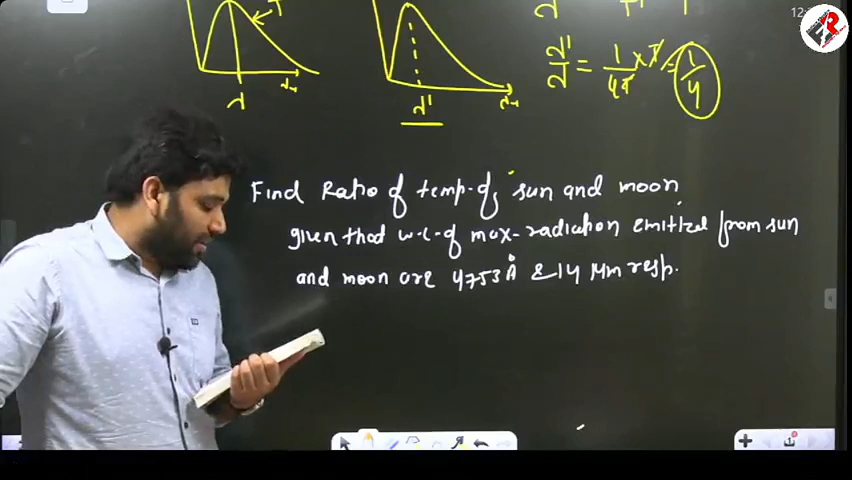 T
λ
λ'
λ'/λ = 1/4T × T = 1/4
Find Ratio of temp. of sun and moon
given that w.l. of max-radiation emitted from sun
and moon are 4753Å & 14 μm resp.